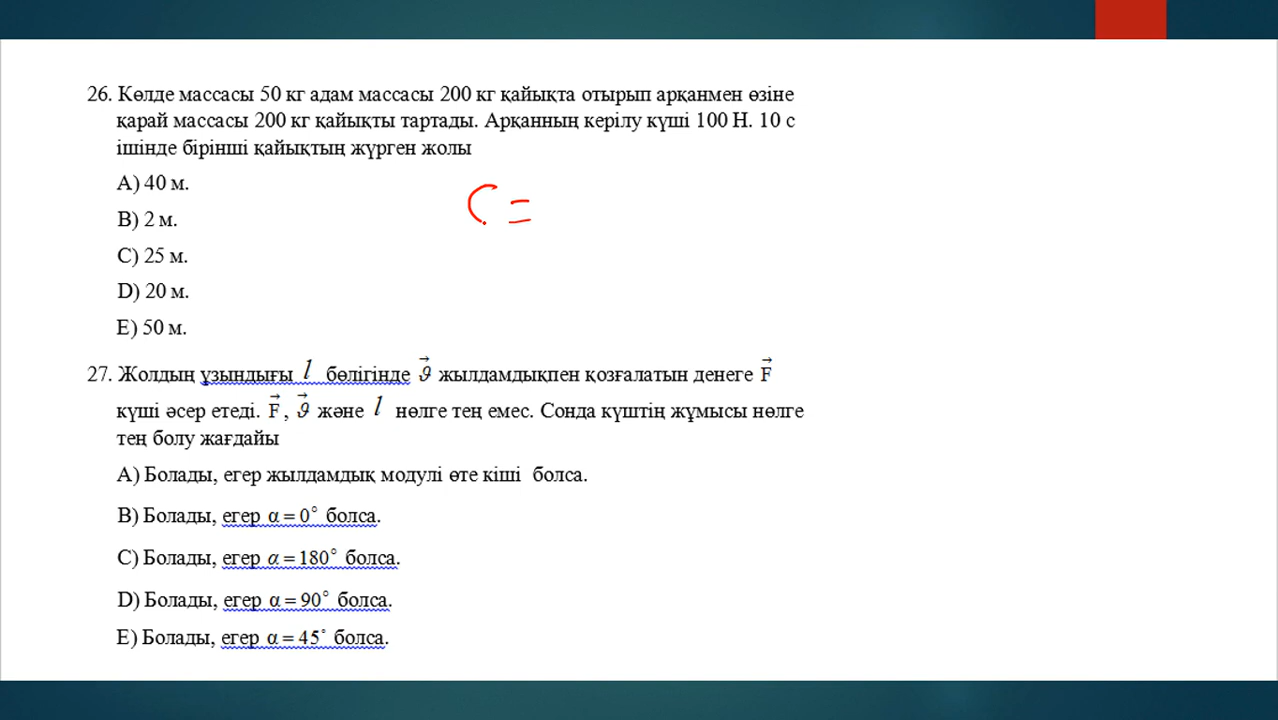 26. Көлде массасы 50 кг адам массасы 200 кг қайықта отырып арқанмен өзіне
қарай массасы 200 кг қайықты тартады. Арқанның керілу күші 100 Н. 10 с
ішінде бірінші қайықтың жүрген жолы
A) 40 м.
B) 2 м.
C) 25 м.
D) 20 м.
E) 50 м.
27. Жолдың ұзындығы l бөлігінде ϑ⃗ жылдамдықпен қозғалатын денеге F⃗
күші әсер етеді. F⃗ , ϑ⃗ және l нөлге тең емес. Сонда күштің жұмысы нөлге
тең болу жағдайы
A) Болады, егер жылдамдық модулі өте кіші болса.
B) Болады, егер α = 0° болса.
C) Болады, егер α = 180° болса.
D) Болады, егер α = 90° болса.
E) Болады, егер α = 45° болса.